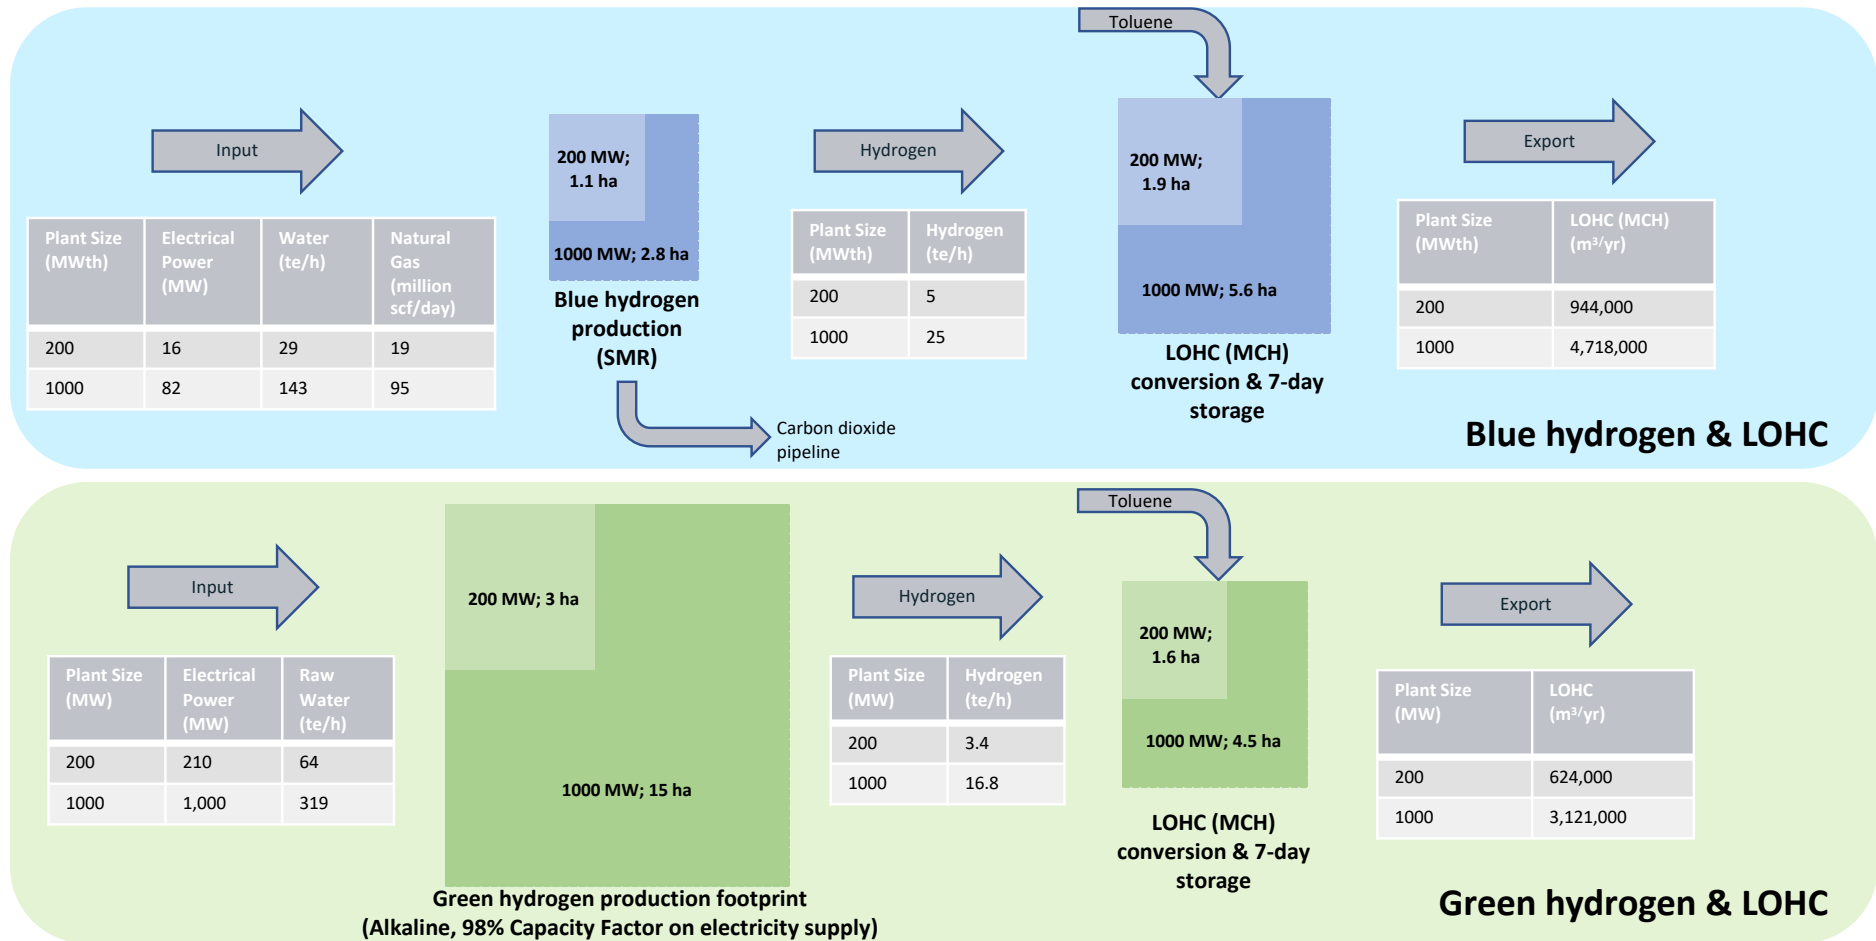 Toluene
Input
200 MW;
1.1 ha
1000 MW; 2.8 ha
Hydrogen
200 MW;
1.9 ha
1000 MW; 5.6 ha
Export
Plant Size (MWth) Electrical Power (MW) Water (te/h) Natural Gas (million scf/day)
200 16 29 19
1000 82 143 95
Blue hydrogen
production
(SMR)
Plant Size (MWth) Hydrogen (te/h)
200 5
1000 25
LOHC (MCH)
conversion & 7-day
storage
Plant Size (MWth) LOHC (MCH) (m³/yr)
200 944,000
1000 4,718,000
Carbon dioxide
pipeline
Blue hydrogen & LOHC
Toluene
Input
200 MW; 3 ha
1000 MW; 15 ha
Hydrogen
200 MW;
1.6 ha
1000 MW; 4.5 ha
Export
Plant Size (MW) Electrical Power (MW) Raw Water (te/h)
200 210 64
1000 1,000 319
Green hydrogen production footprint
(Alkaline, 98% Capacity Factor on electricity supply)
Plant Size (MW) Hydrogen (te/h)
200 3.4
1000 16.8
LOHC (MCH)
conversion & 7-day
storage
Plant Size (MW) LOHC (m³/yr)
200 624,000
1000 3,121,000
Green hydrogen & LOHC